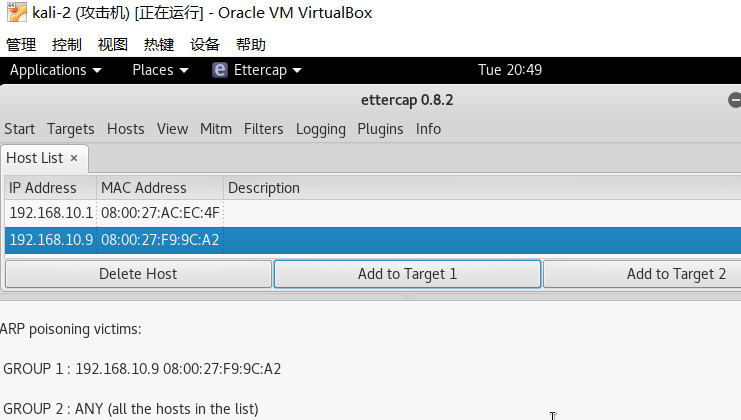 kali-2 (攻击机) [正在运行] - Oracle VM VirtualBox
管理 控制 视图 热键 设备 帮助
Applications Places Ettercap Tue 20:49
ettercap 0.8.2
Start Targets Hosts View Mitm Filters Logging Plugins Info
Host List ×
IP Address MAC Address Description
192.168.10.1 08:00:27:AC:EC:4F
192.168.10.9 08:00:27:F9:9C:A2
Delete Host Add to Target 1 Add to Target 2
ARP poisoning victims:
GROUP 1 : 192.168.10.9 08:00:27:F9:9C:A2
GROUP 2 : ANY (all the hosts in the list)